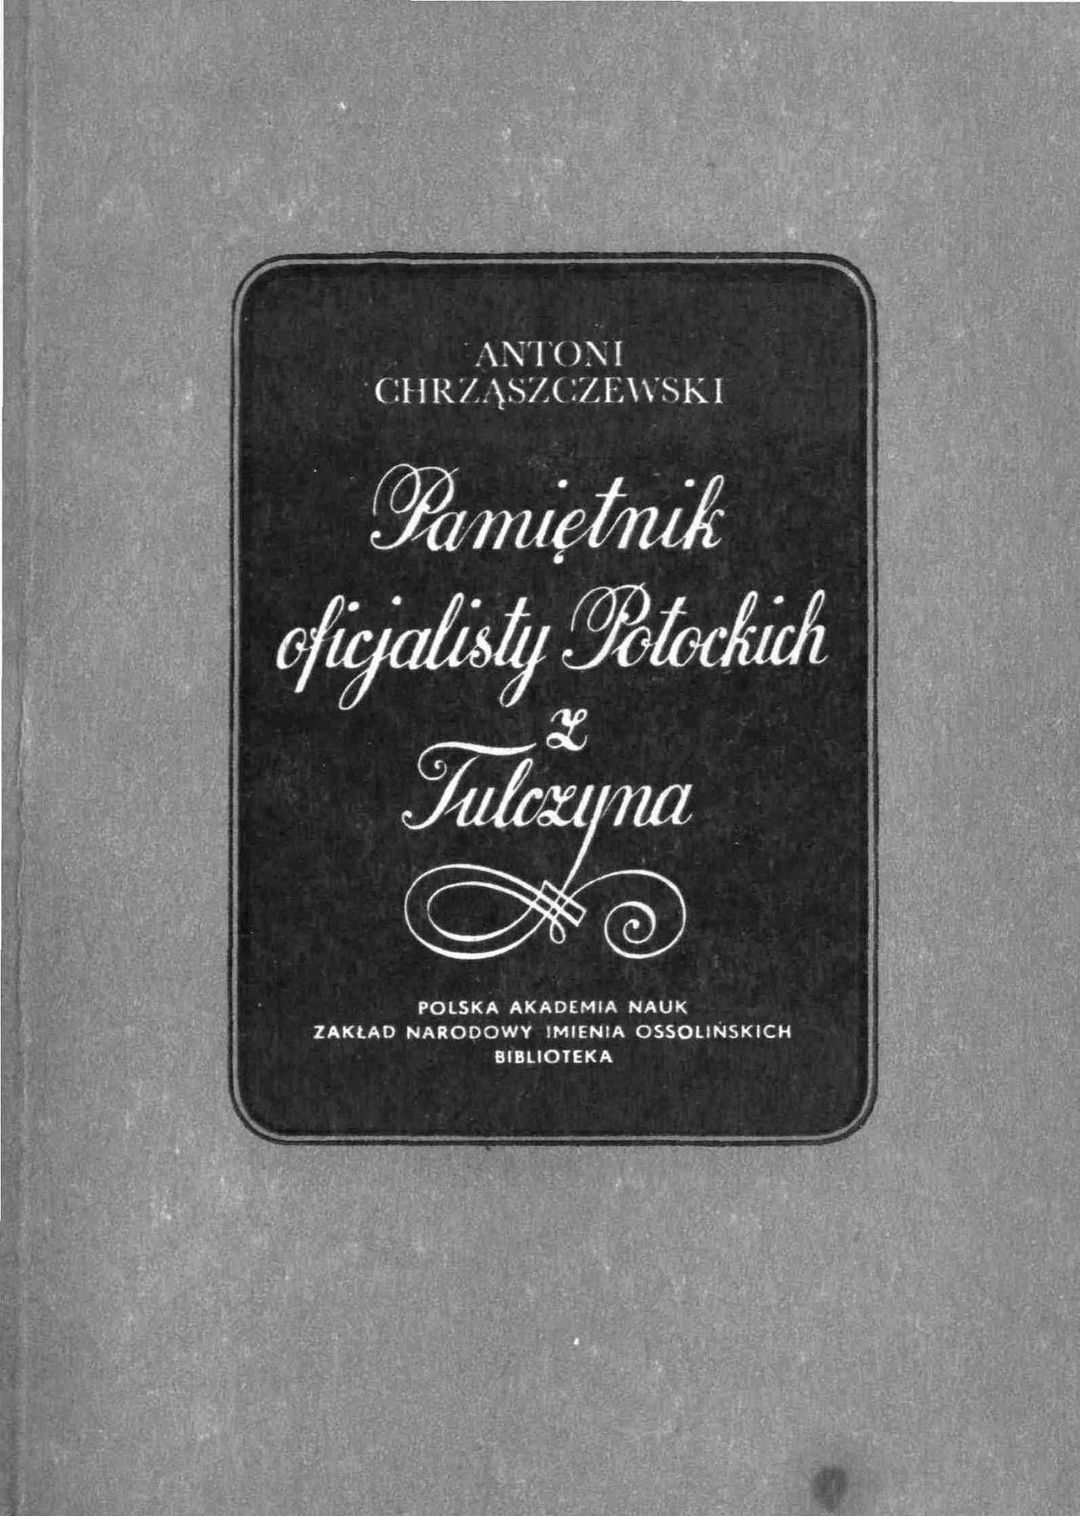 ANTONI
CHRZĄSZCZEWSKI
Pamiętnik
oficjalisty Potockich
z
Tulczyna
POLSKA AKADEMIA NAUK
ZAKŁAD NARODOWY IMIENIA OSSOLIŃSKICH
BIBLIOTEKA